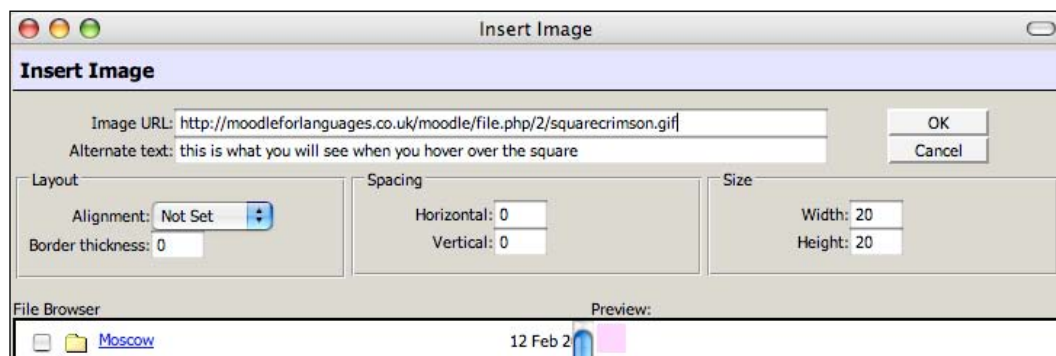 Insert Image
Insert Image
Image URL: http://moodleforlanguages.co.uk/moodle/file.php/2/squarecrimson.gif
OK
Alternate text: this is what you will see when you hover over the square
Cancel
Layout
Spacing
Size
Alignment: Not Set
Horizontal: 0
Width: 20
Border thickness: 0
Vertical: 0
Height: 20
File Browser
Preview:
Moscow
12 Feb 2